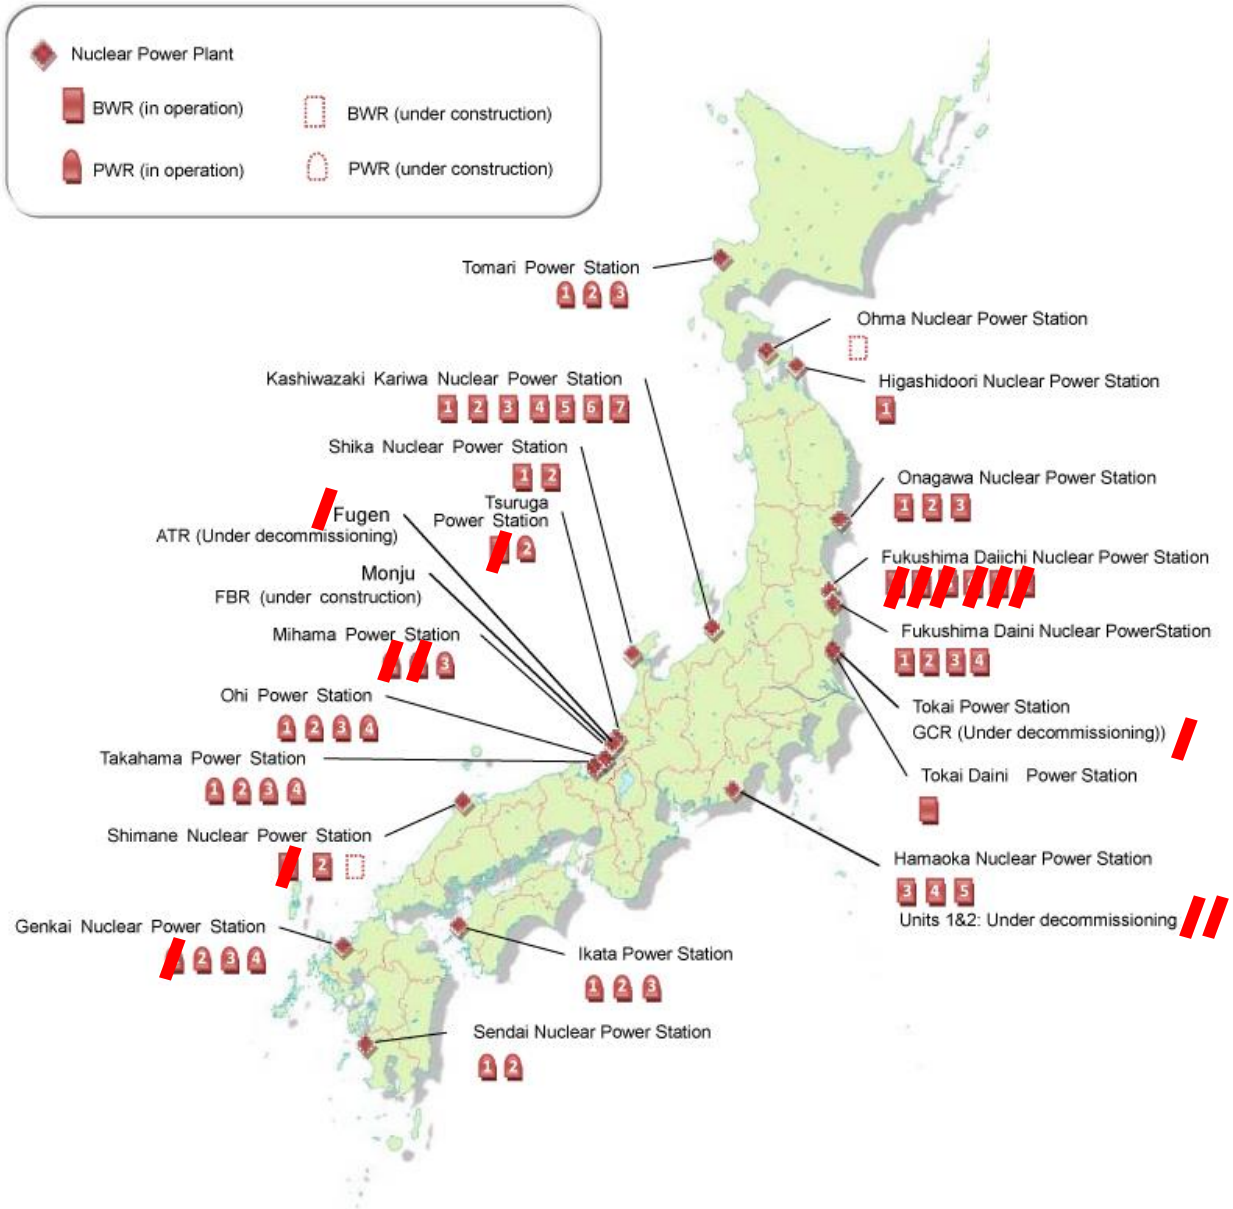 Nuclear Power Plant
BWR (in operation)
BWR (under construction)
PWR (in operation)
PWR (under construction)
Tomari Power Station
1 2 3
Ohma Nuclear Power Station
Kashiwazaki Kariwa Nuclear Power Station
1 2 3 4 5 6 7
Higashidoori Nuclear Power Station
1
Shika Nuclear Power Station
1 2
Onagawa Nuclear Power Station
1 2 3
Tsuruga
Power Station
2
Fugen
ATR (Under decommissioning)
Fukushima Daiichi Nuclear Power Station
Monju
FBR (under construction)
Fukushima Daini Nuclear PowerStation
1 2 3 4
Mihama Power Station
3
Ohi Power Station
1 2 3 4
Tokai Power Station
GCR (Under decommissioning))
Takahama Power Station
1 2 3 4
Tokai Daini Power Station
Shimane Nuclear Power Station
2
Hamaoka Nuclear Power Station
3 4 5
Units 1&2: Under decommissioning
Genkai Nuclear Power Station
2 3 4
Ikata Power Station
1 2 3
Sendai Nuclear Power Station
1 2